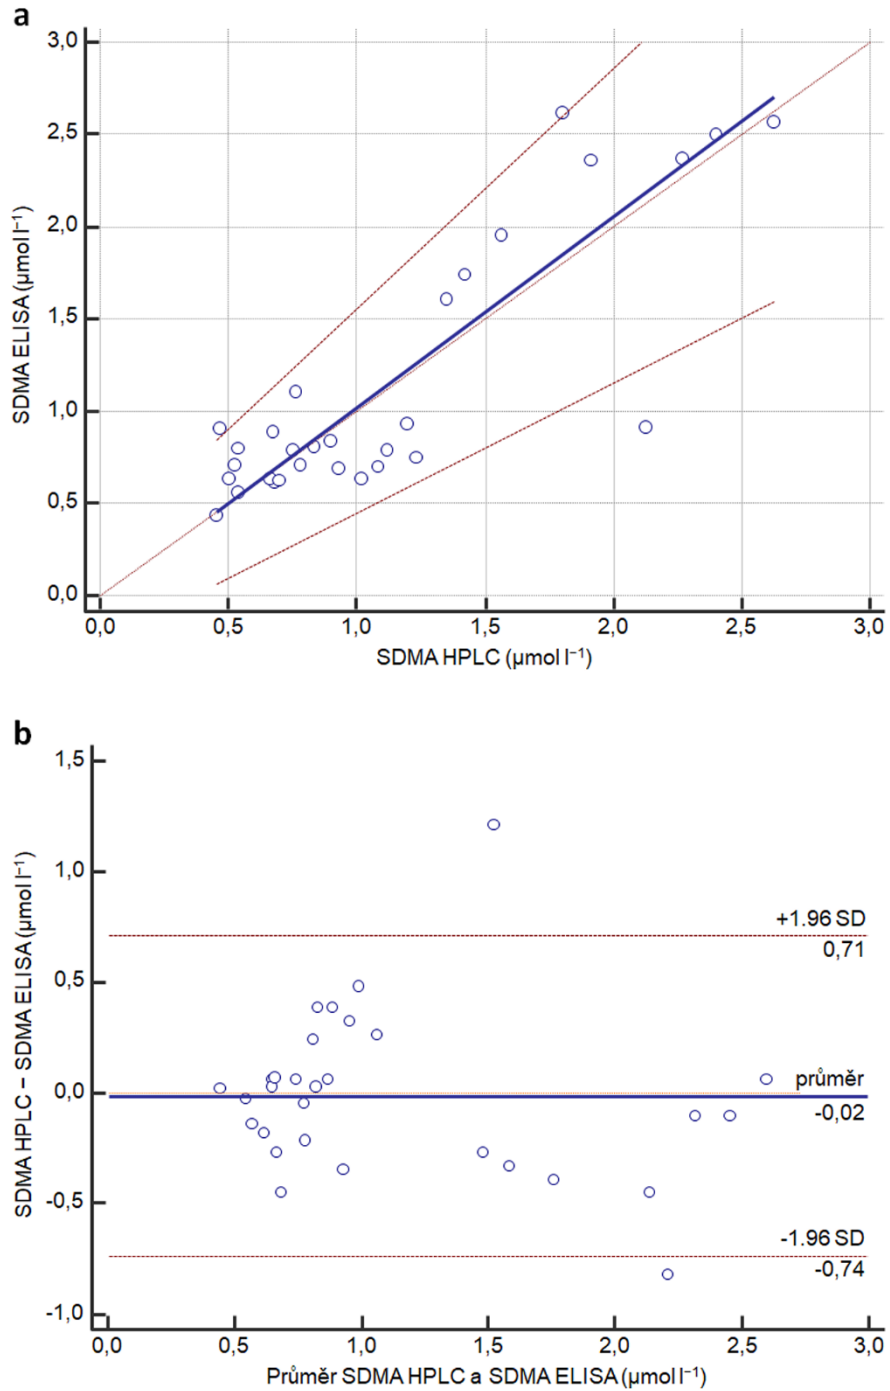 a
3,0
2,5
2,0
1,5
1,0
0,5
0,0
SDMA ELISA (µmol l⁻¹)
0,0 0,5 1,0 1,5 2,0 2,5 3,0
SDMA HPLC (µmol l⁻¹)
b
1,5
1,0
0,5
0,0
-0,5
-1,0
SDMA HPLC − SDMA ELISA (µmol l⁻¹)
+1.96 SD
0,71
průměr
-0,02
-1.96 SD
-0,74
0,0 0,5 1,0 1,5 2,0 2,5 3,0
Průměr SDMA HPLC a SDMA ELISA (µmol l⁻¹)